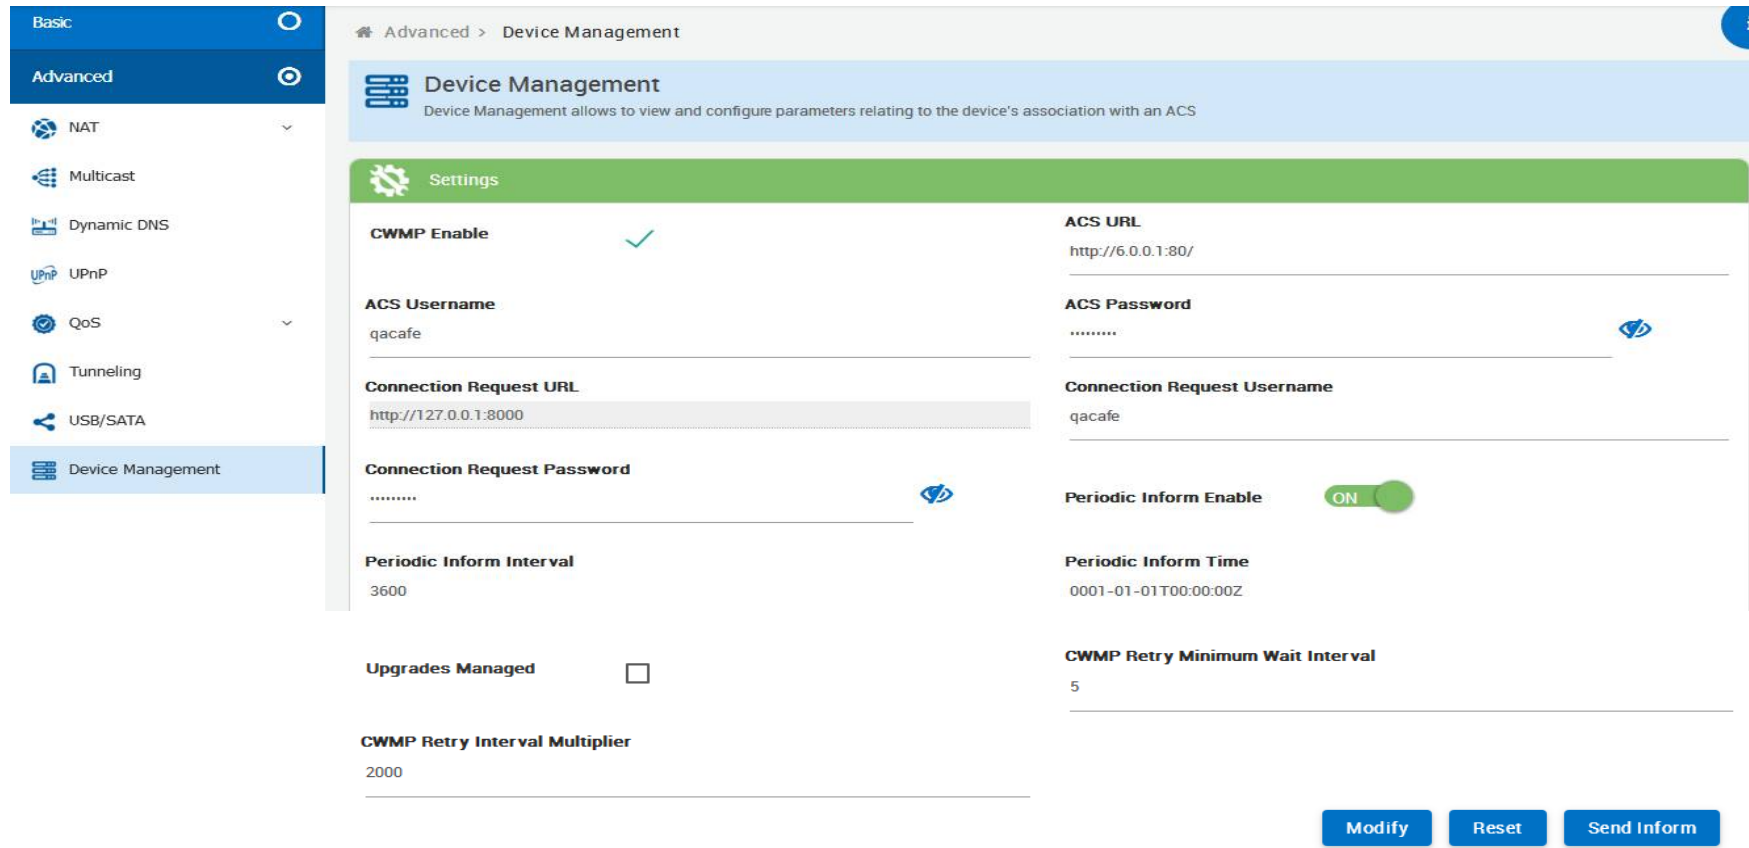 Basic
Advanced
NAT
Multicast
Dynamic DNS
UPnP UPnP
QoS
Tunneling
USB/SATA
Device Management
Advanced > Device Management
Device Management
Device Management allows to view and configure parameters relating to the device's association with an ACS
Settings
CWMP Enable
ACS URL
http://6.0.0.1:80/
ACS Username
qacafe
ACS Password
·········
Connection Request URL
http://127.0.0.1:8000
Connection Request Username
qacafe
Connection Request Password
·········
Periodic Inform Enable ON
Periodic Inform Interval
3600
Periodic Inform Time
0001-01-01T00:00:00Z
Upgrades Managed
CWMP Retry Minimum Wait Interval
5
CWMP Retry Interval Multiplier
2000
Modify Reset Send Inform